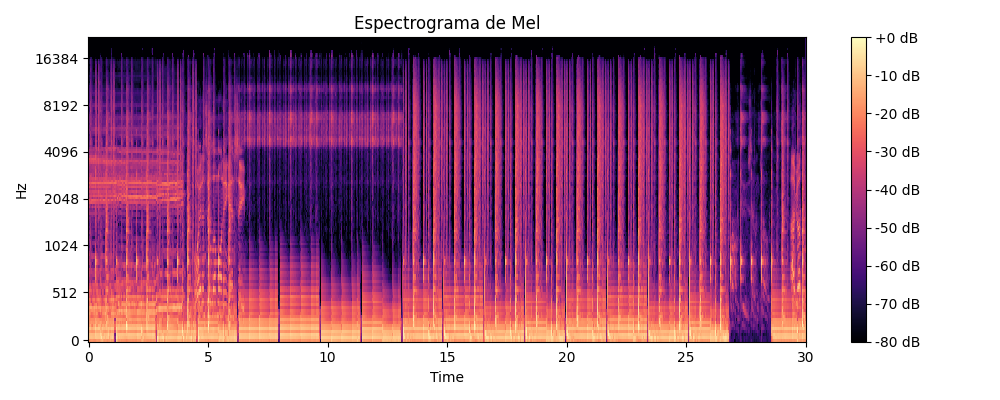 Espectrograma de Mel
Hz
16384
8192
4096
2048
1024
512
0
0 5 10 15 20 25 30
Time
+0 dB
-10 dB
-20 dB
-30 dB
-40 dB
-50 dB
-60 dB
-70 dB
-80 dB